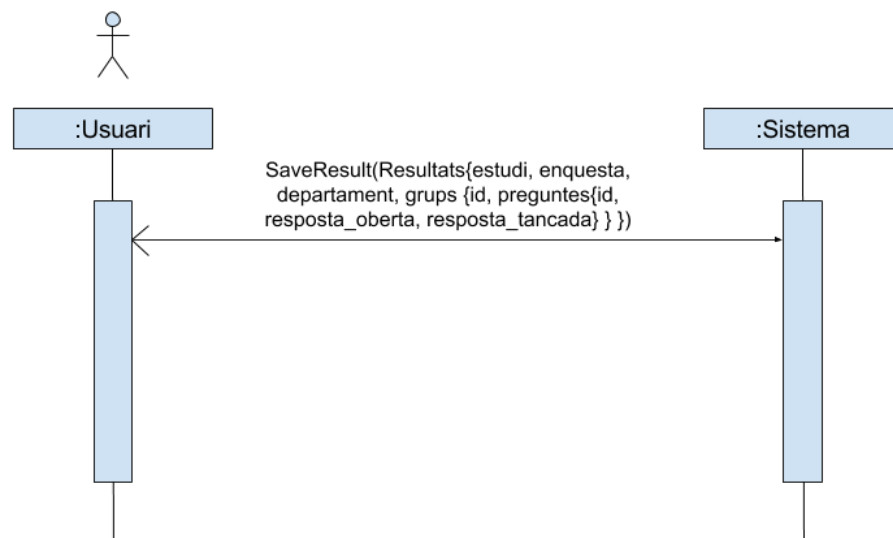 :Usuari
:Sistema
SaveResult(Resultats{estudi, enquesta,
departament, grups {id, preguntes{id,
resposta_oberta, resposta_tancada} } })